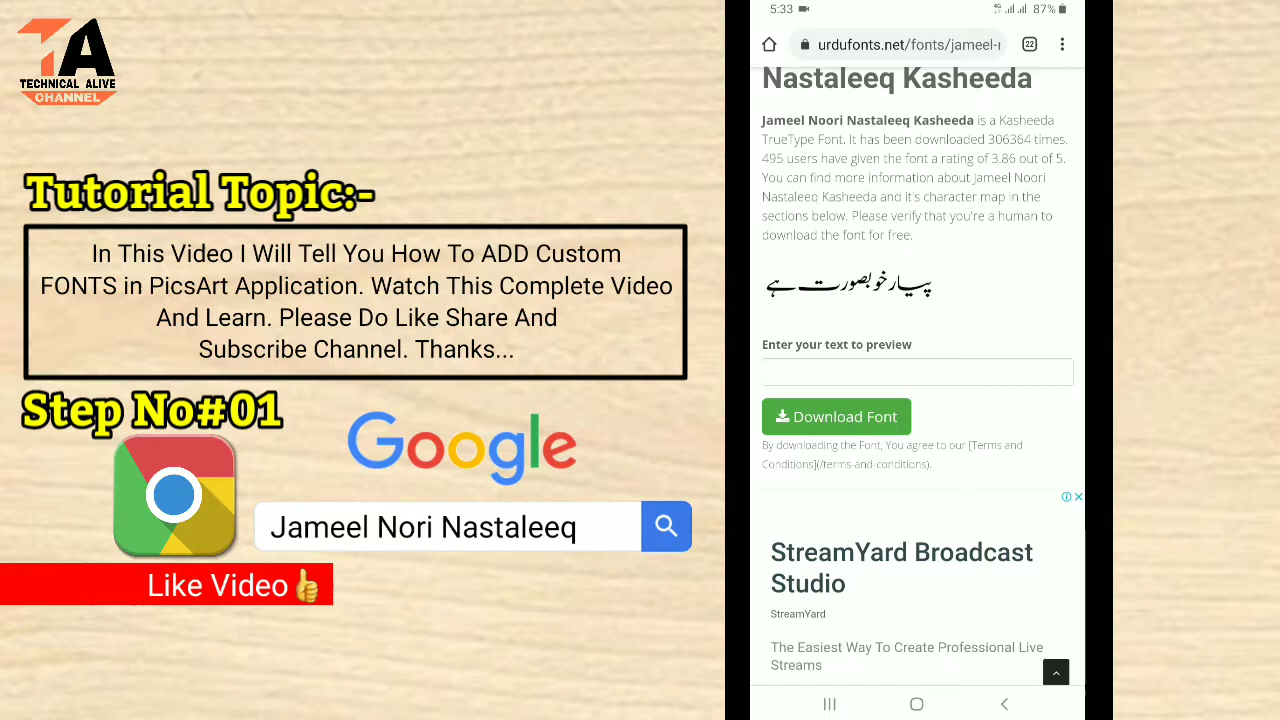 TA
TECHNICAL ALIVE
CHANNEL
Tutorial Topic:-
In This Video I Will Tell You How To ADD Custom
FONTS in PicsArt Application. Watch This Complete Video
And Learn. Please Do Like Share And
Subscribe Channel. Thanks...
Step No#01
Google
Jameel Nori Nastaleeq
Like Video👍
5:33
4G
87%
urdufonts.net/fonts/jameel-r
22
Nastaleeq Kasheeda
Jameel Noori Nastaleeq Kasheeda is a Kasheeda
TrueType Font. It has been downloaded 306364 times.
495 users have given the font a rating of 3.86 out of 5.
You can find more information about Jameel Noori
Nastaleeq Kasheeda and it's character map in the
sections below. Please verify that you're a human to
download the font for free.
پیار خوبصورت ہے
Enter your text to preview
Download Font
By downloading the Font, You agree to our [Terms and
Conditions](/terms-and-conditions).
StreamYard Broadcast
Studio
StreamYard
The Easiest Way To Create Professional Live
Streams